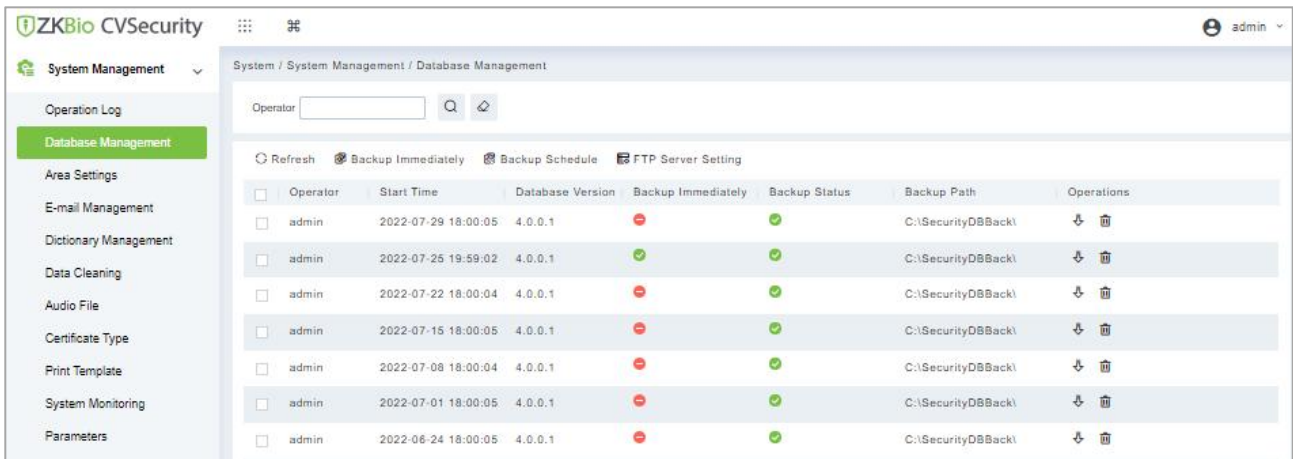 ZKBio CVSecurity
admin
System Management
System / System Management / Database Management
Operation Log
Operator
Database Management
Refresh Backup Immediately Backup Schedule FTP Server Setting
Area Settings
Operator Start Time Database Version Backup Immediately Backup Status Backup Path Operations
E-mail Management
admin 2022-07-29 18:00:05 4.0.0.1 C:\SecurityDBBack\
Dictionary Management
admin 2022-07-25 19:59:02 4.0.0.1 C:\SecurityDBBack\
Data Cleaning
admin 2022-07-22 18:00:04 4.0.0.1 C:\SecurityDBBack\
Audio File
admin 2022-07-15 18:00:05 4.0.0.1 C:\SecurityDBBack\
Certificate Type
admin 2022-07-08 18:00:04 4.0.0.1 C:\SecurityDBBack\
Print Template
admin 2022-07-01 18:00:05 4.0.0.1 C:\SecurityDBBack\
System Monitoring
admin 2022-06-24 18:00:05 4.0.0.1 C:\SecurityDBBack\
Parameters